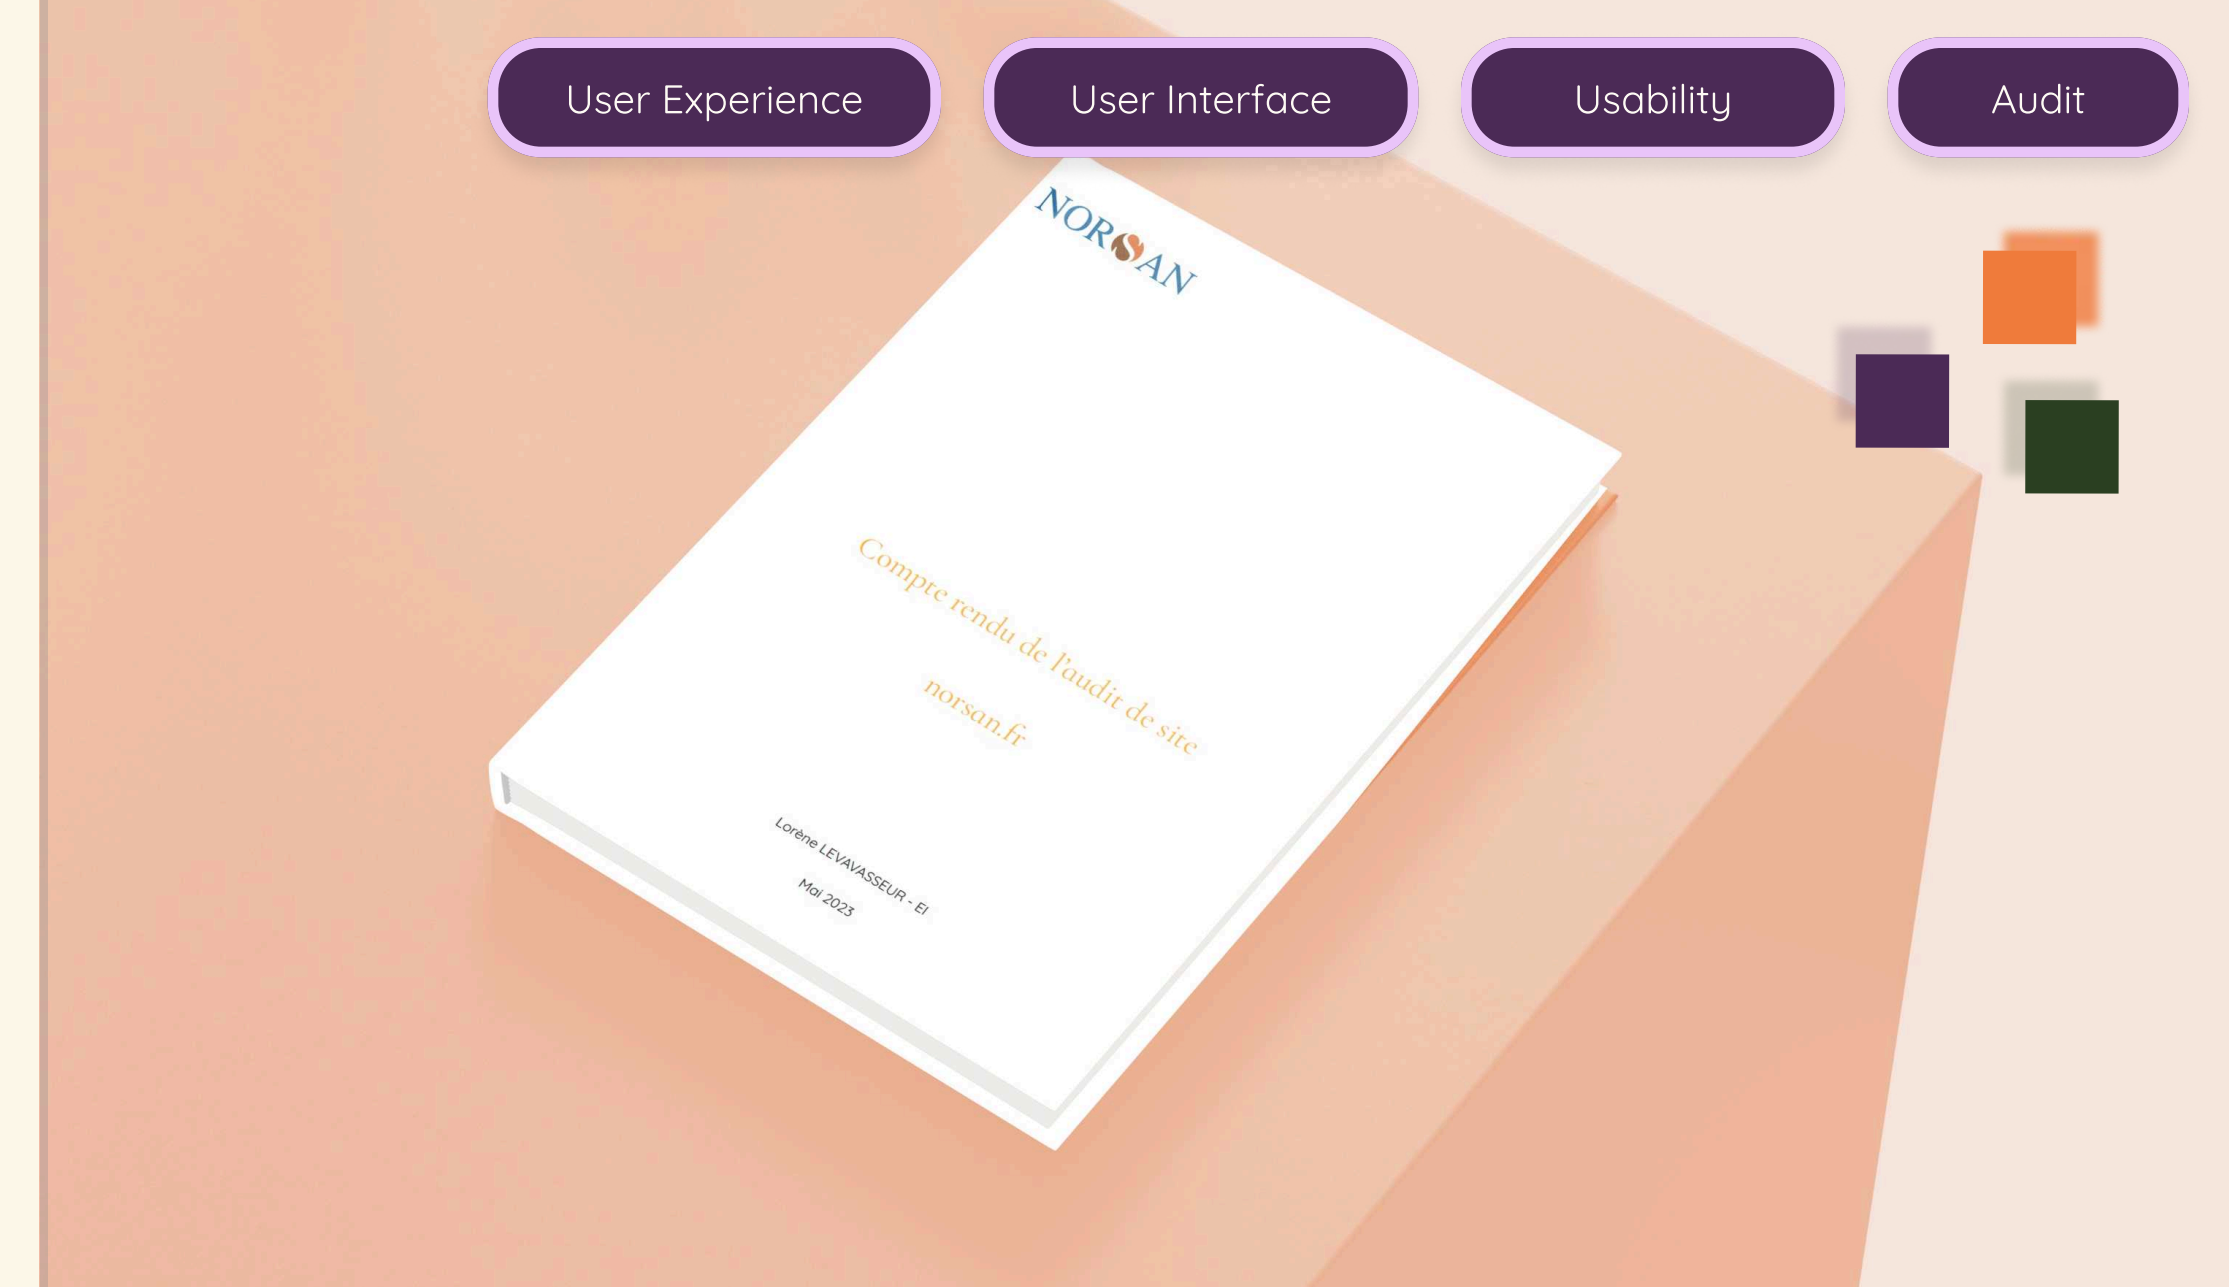 User Experience
User Interface
Usability
Audit
NORSAN
Compte rendu de l'audit de site
norsan.fr
Lorène LEVAVASSEUR - EI
Mai 2023